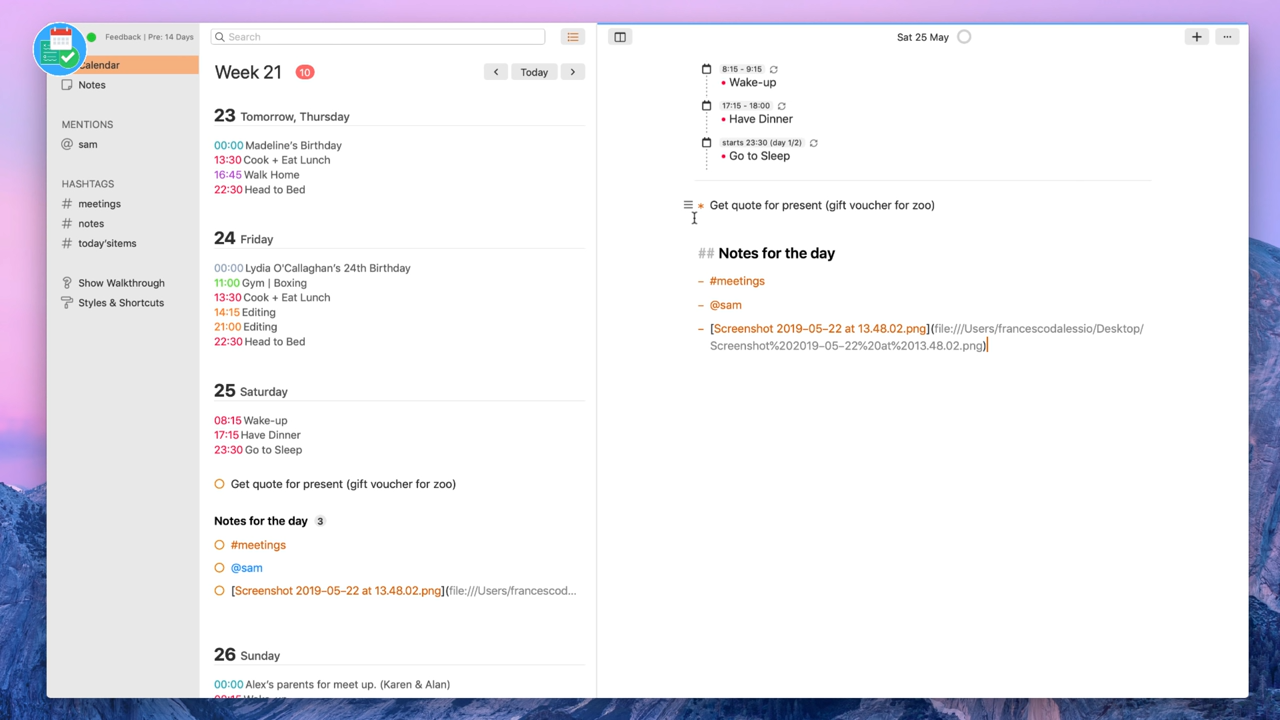 Feedback | Pre: 14 Days
Calendar
Notes
MENTIONS
@ sam
HASHTAGS
# meetings
# notes
# today'sitems
Show Walkthrough
Styles & Shortcuts
Search
Week 21 10
Today
23 Tomorrow, Thursday
00:00 Madeline's Birthday
13:30 Cook + Eat Lunch
16:45 Walk Home
22:30 Head to Bed
24 Friday
00:00 Lydia O'Callaghan's 24th Birthday
11:00 Gym | Boxing
13:30 Cook + Eat Lunch
14:15 Editing
21:00 Editing
22:30 Head to Bed
25 Saturday
08:15 Wake-up
17:15 Have Dinner
23:30 Go to Sleep
Get quote for present (gift voucher for zoo)
Notes for the day 3
#meetings
@sam
[Screenshot 2019-05-22 at 13.48.02.png](file:///Users/francescod...
26 Sunday
00:00 Alex's parents for meet up. (Karen & Alan)
Sat 25 May
8:15 - 9:15
Wake-up
17:15 - 18:00
Have Dinner
starts 23:30 (day 1/2)
Go to Sleep
* Get quote for present (gift voucher for zoo)
## Notes for the day
– #meetings
– @sam
– [Screenshot 2019-05-22 at 13.48.02.png](file:///Users/francescodalessio/Desktop/
Screenshot%202019-05-22%20at%2013.48.02.png)